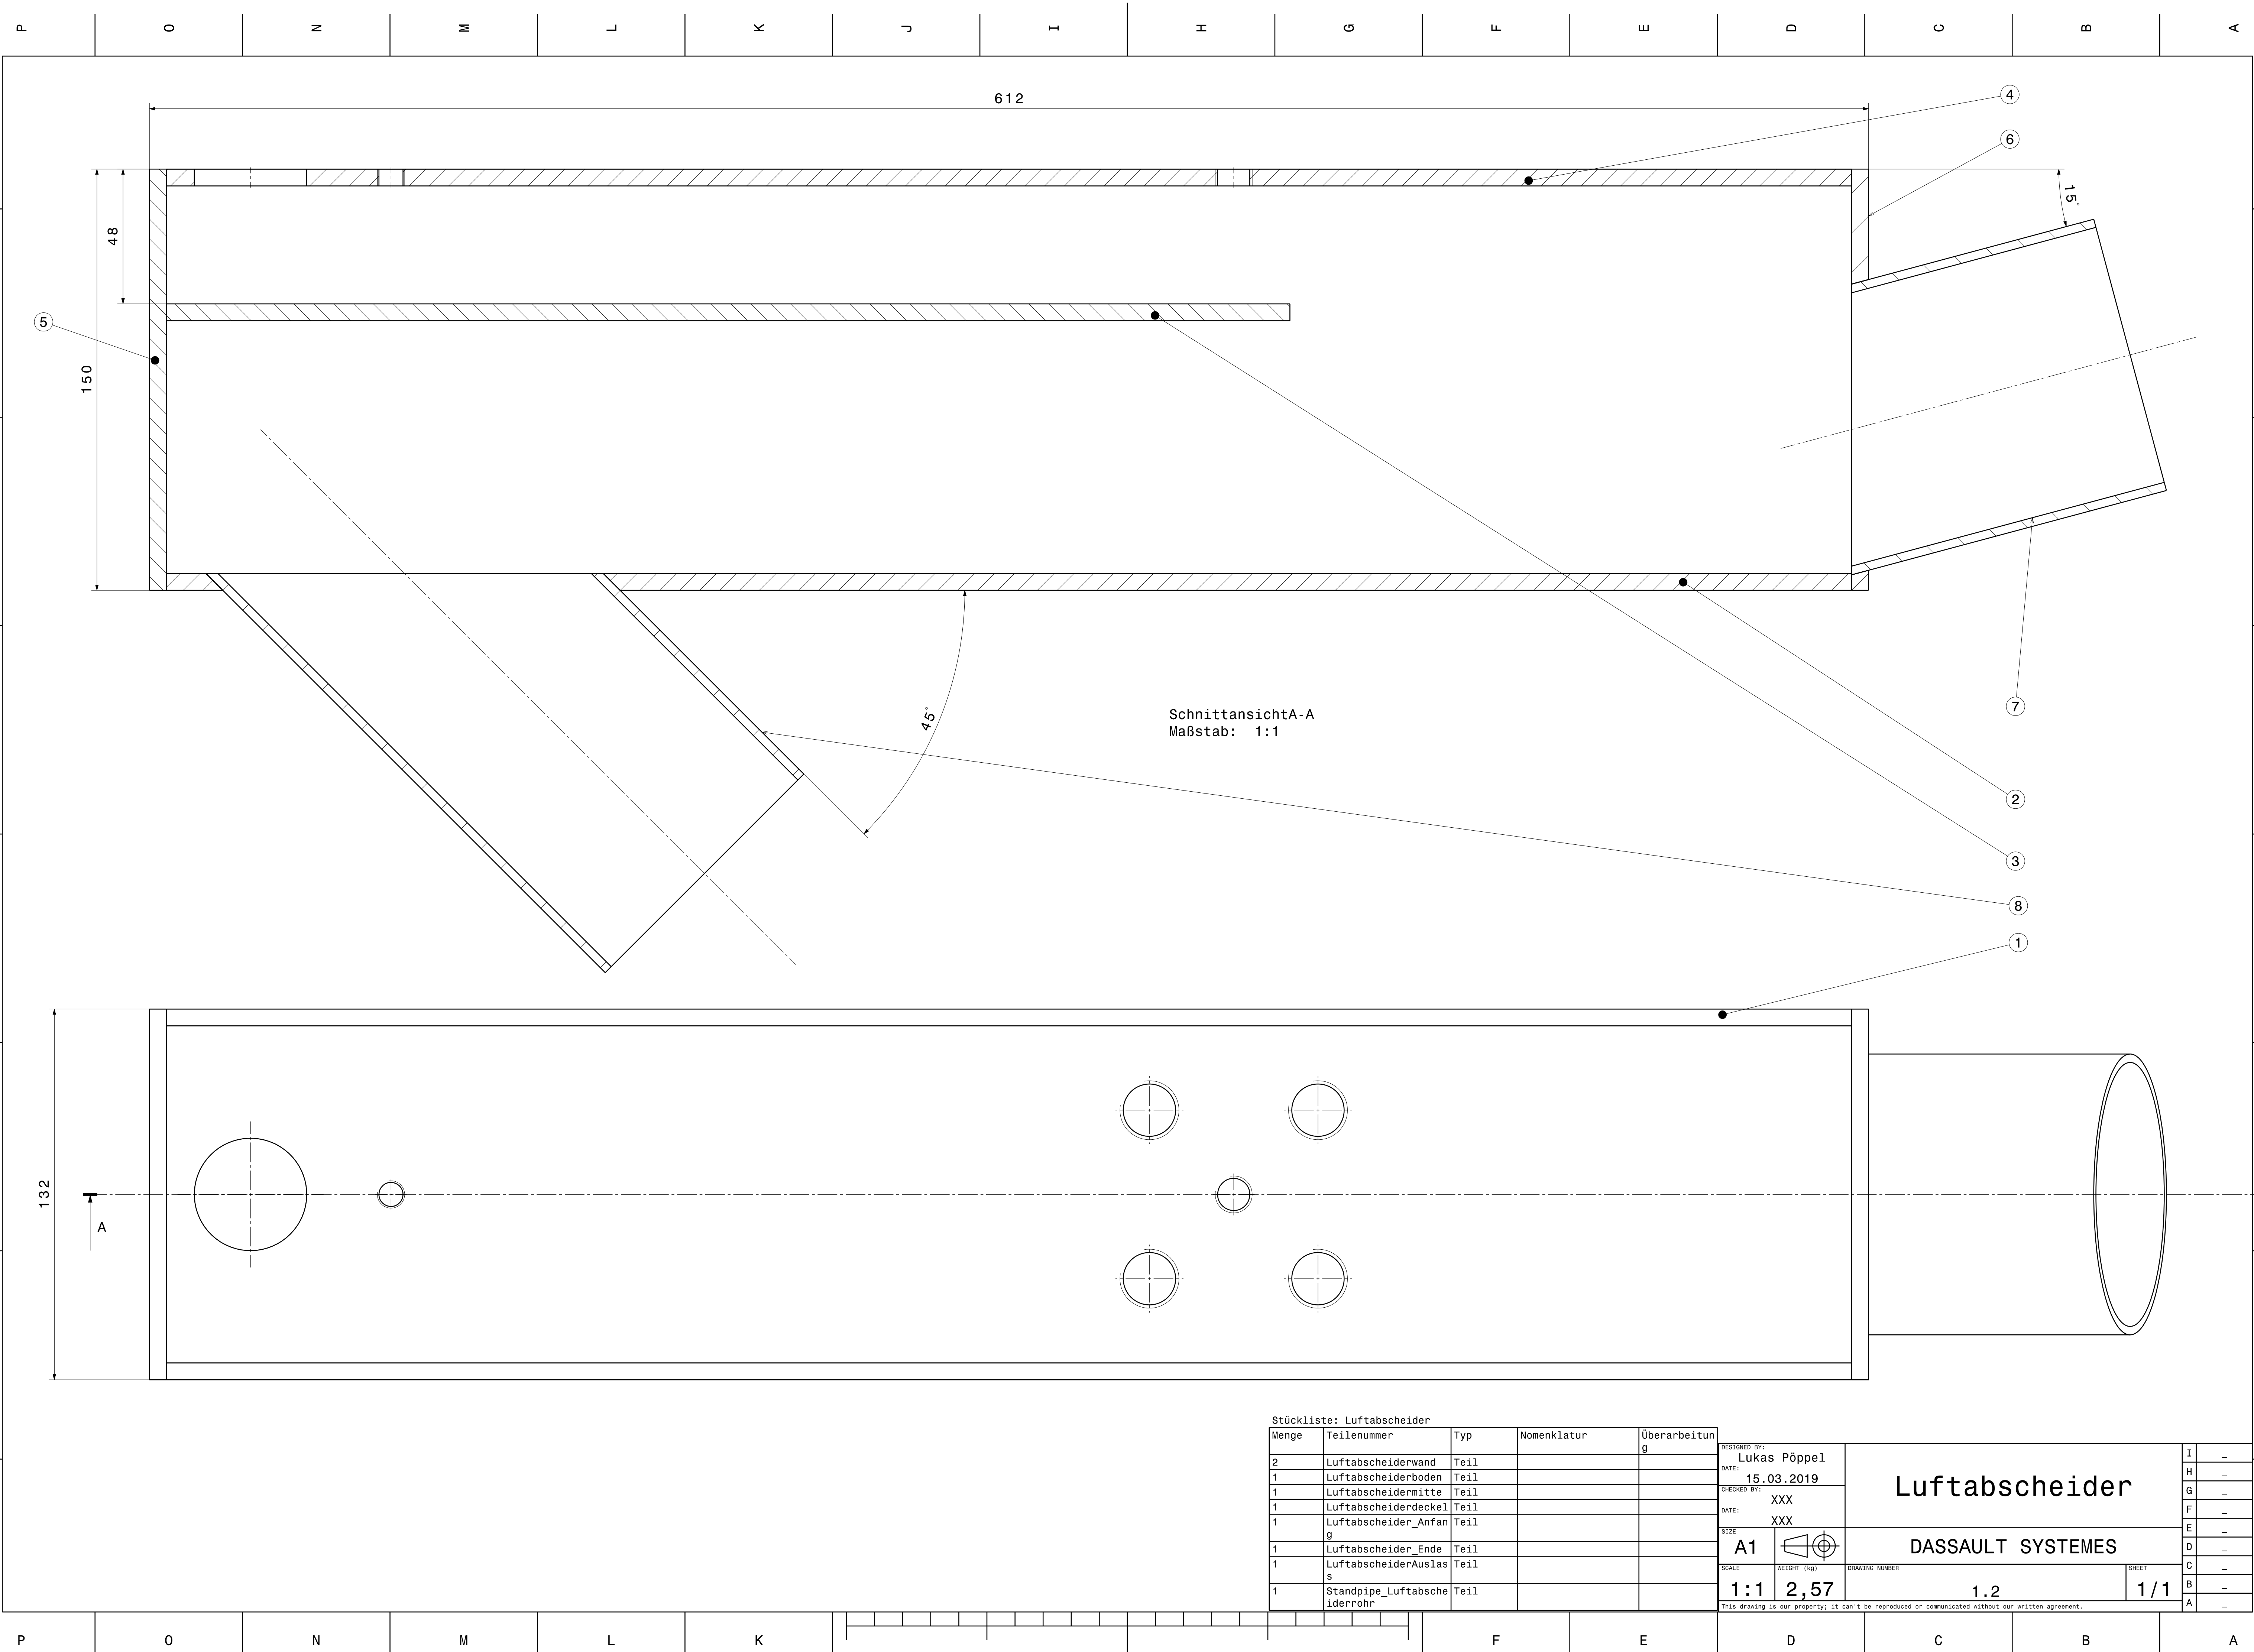 P O N M L K J I H G F E D C B A
612
4
6
15°
48
5
150
7
45°
SchnittansichtA-A
Maßstab: 1:1
2
3
8
1
132
A
Stückliste: Luftabscheider
Menge Teilenummer Typ Nomenklatur Überarbeitun
g
2 Luftabscheiderwand Teil
1 Luftabscheiderboden Teil
1 Luftabscheidermitte Teil
1 Luftabscheiderdeckel Teil
1 Luftabscheider_Anfan Teil
g
1 Luftabscheider_Ende Teil
1 LuftabscheiderAuslas Teil
s
1 Standpipe_Luftabsche Teil
iderrohr
DESIGNED BY:
Lukas Pöppel
DATE:
15.03.2019
CHECKED BY:
XXX
DATE:
XXX
SIZE
A1
SCALE
1:1
WEIGHT (kg)
2,57
Luftabscheider
DASSAULT SYSTEMES
DRAWING NUMBER
1.2
SHEET
1/1
This drawing is our property; it can't be reproduced or communicated without our written agreement.
I _
H _
G _
F _
E _
D _
C _
B _
A _
P O N M L K F E D C B A